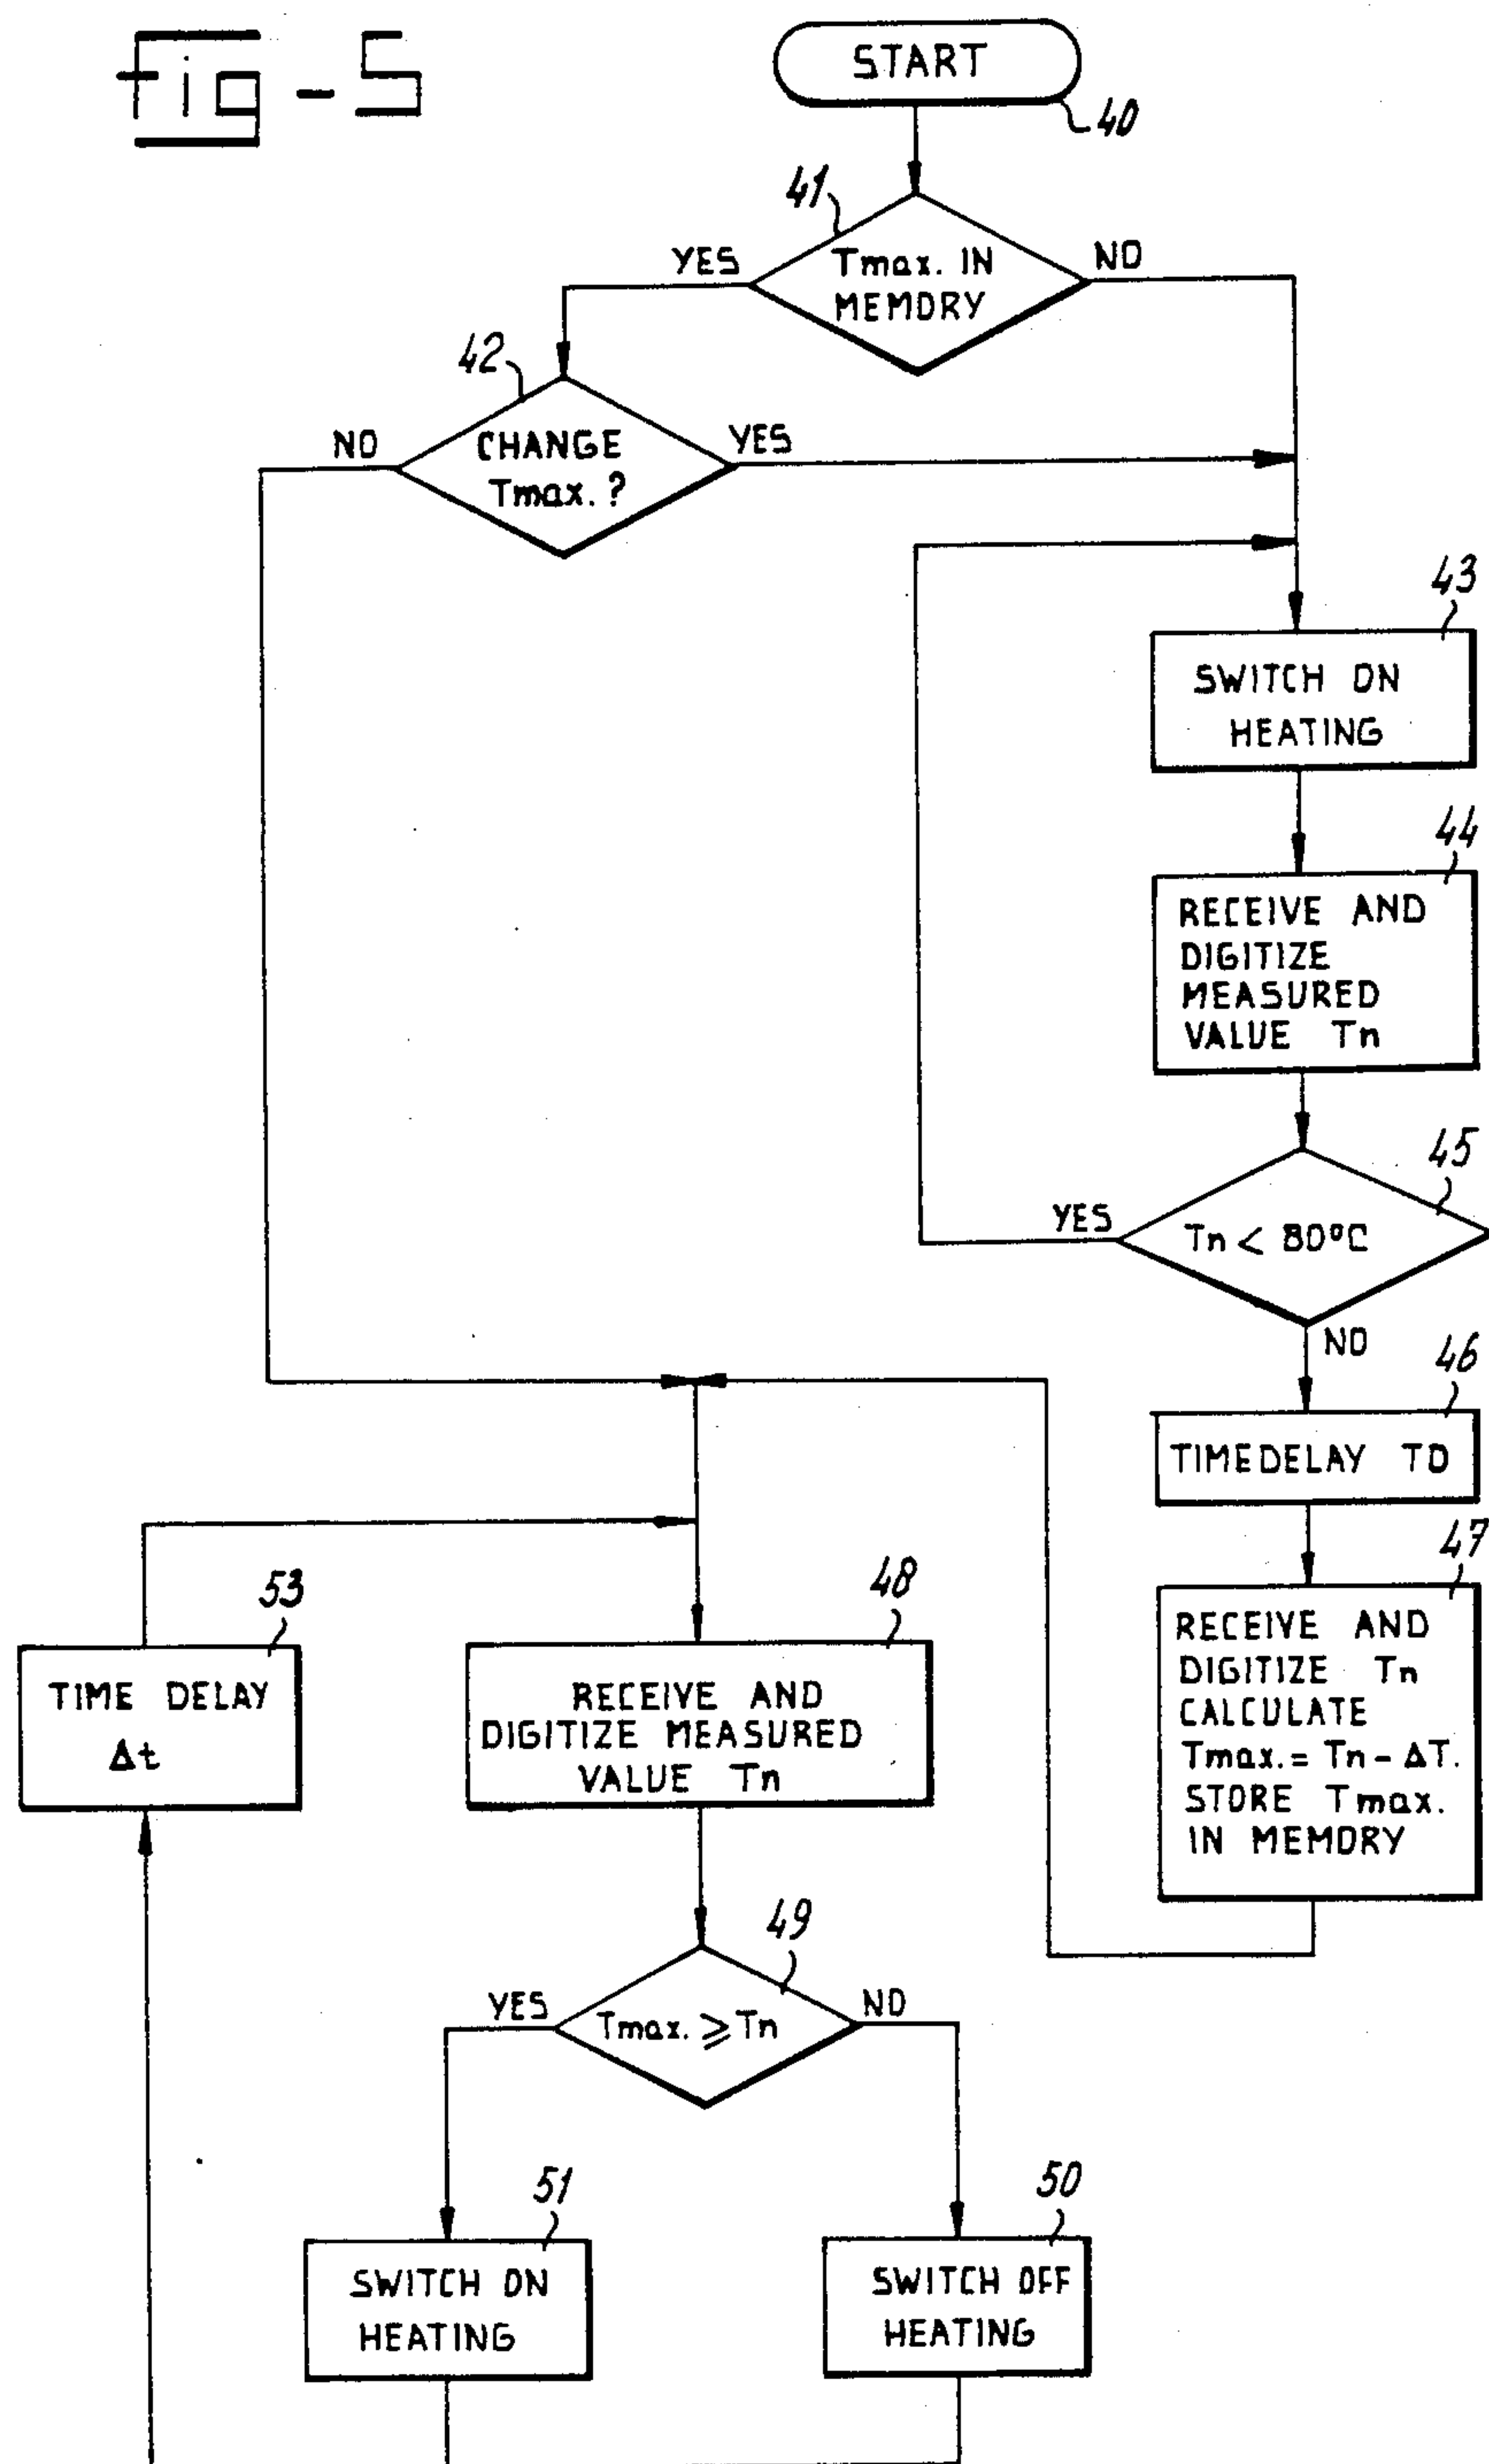 fig-5
START
40
41
Tmax. IN
MEMORY
YES
NO
42
CHANGE
Tmax.?
NO
YES
43
SWITCH ON
HEATING
44
RECEIVE AND
DIGITIZE
MEASURED
VALUE Tn
45
Tn < 80°C
YES
NO
46
TIMEDELAY TD
47
RECEIVE AND
DIGITIZE Tn
CALCULATE
Tmax.= Tn - ΔT.
STORE Tmax.
IN MEMORY
53
TIME DELAY
Δt
48
RECEIVE AND
DIGITIZE MEASURED
VALUE Tn
49
Tmax. ⩾ Tn
YES
NO
51
SWITCH ON
HEATING
50
SWITCH OFF
HEATING